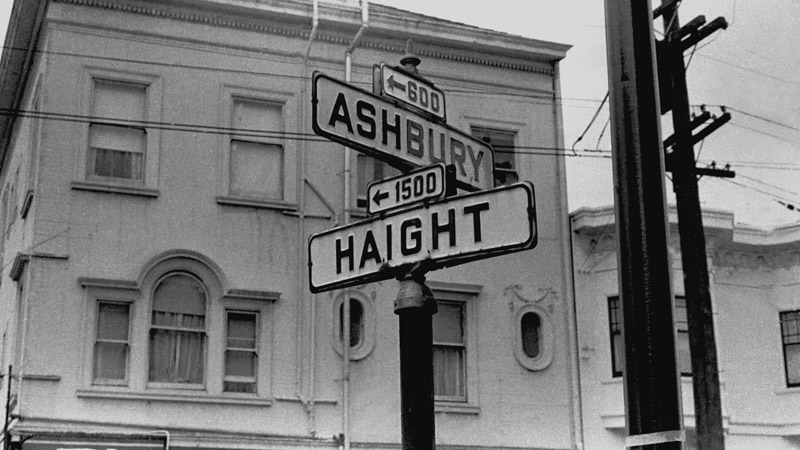 ← 600
ASHBURY
← 1500
HAIGHT